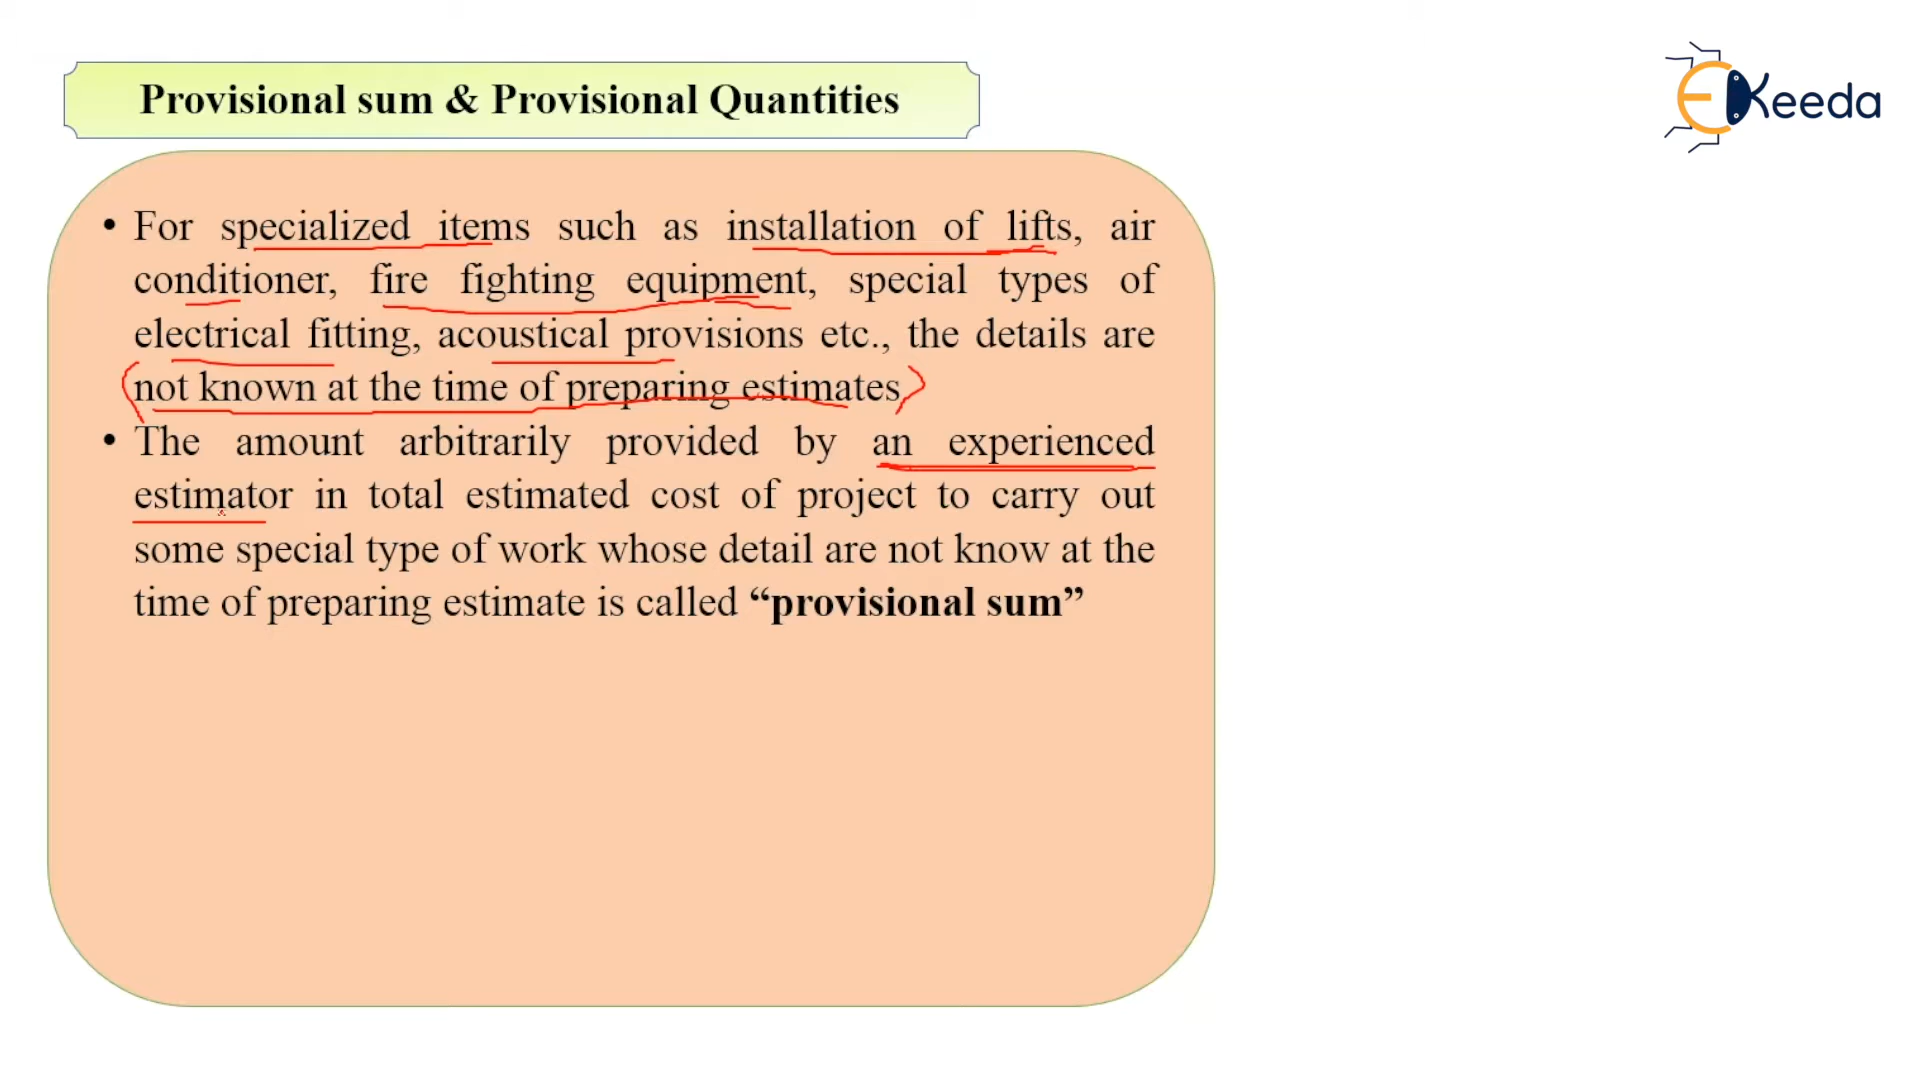 Provisional sum & Provisional Quantities
EKeeda
• For specialized items such as installation of lifts, air
conditioner, fire fighting equipment, special types of
electrical fitting, acoustical provisions etc., the details are
not known at the time of preparing estimates
• The amount arbitrarily provided by an experienced
estimator in total estimated cost of project to carry out
some special type of work whose detail are not know at the
time of preparing estimate is called “provisional sum”